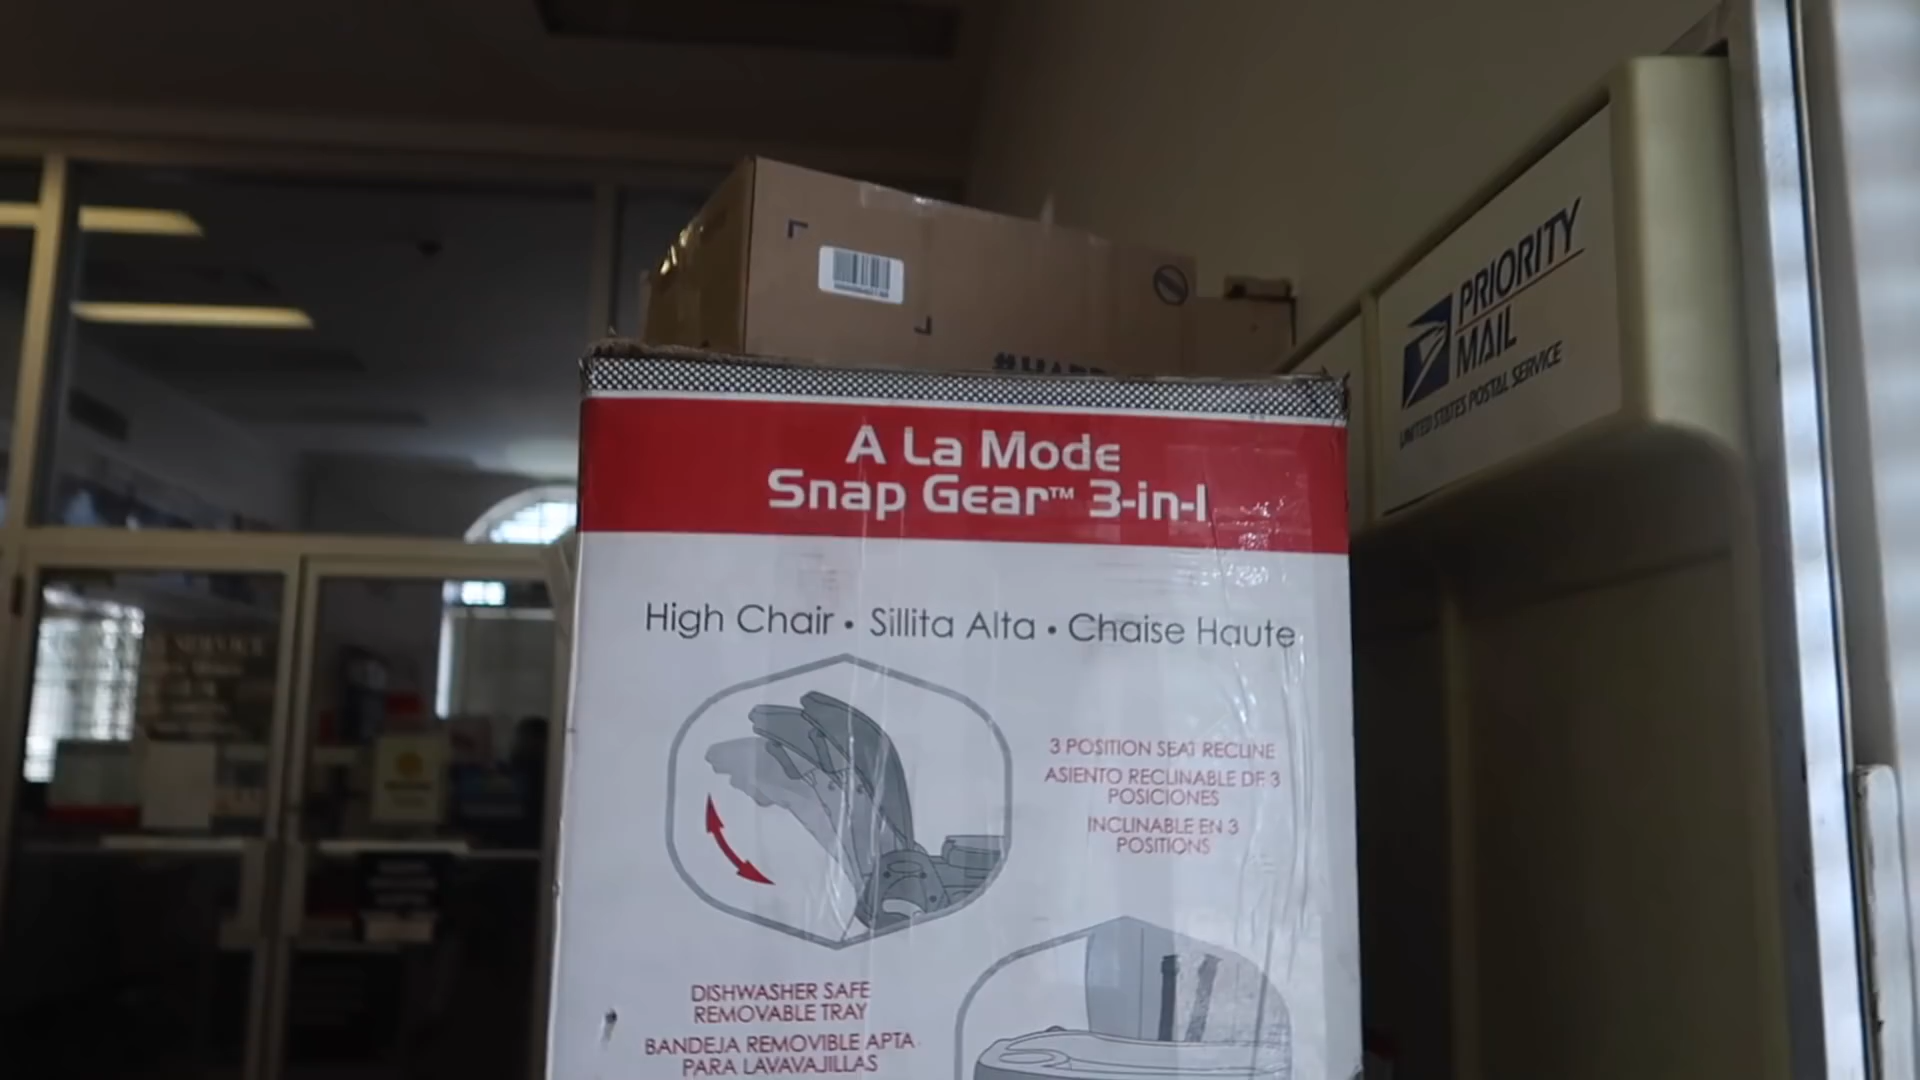 PRIORITY
MAIL
UNITED STATES POSTAL SERVICE
A La Mode
Snap Gear™ 3-in-1
High Chair • Sillita Alta • Chaise Haute
3 POSITION SEAT RECLINE
ASIENTO RECLINABLE DE 3
POSICIONES
INCLINABLE EN 3
POSITIONS
DISHWASHER SAFE
REMOVABLE TRAY
BANDEJA REMOVIBLE APTA
PARA LAVAVAJILLAS